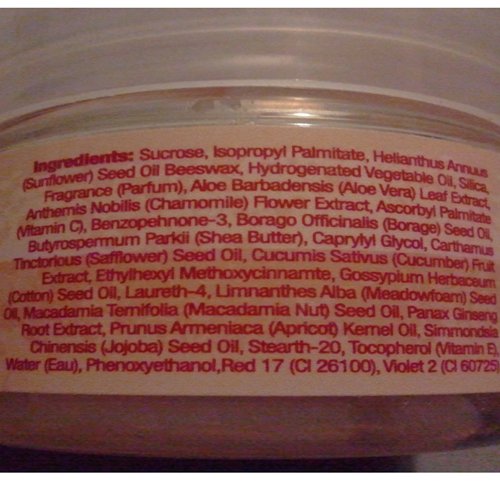 Ingredients: Sucrose, Isopropyl Palmitate, Helianthus Annuus
(Sunflower) Seed Oil Beeswax, Hydrogenated Vegetable Oil, Silica,
Fragrance (Parfum), Aloe Barbadensis (Aloe Vera) Leaf Extract,
Anthemis Nobilis (Chamomile) Flower Extract, Ascorbyl Palmitate
(Vitamin C), Benzopehnone-3, Borago Officinalis (Borage) Seed Oil,
Butyrospermum Parkii (Shea Butter), Caprylyl Glycol, Carthamus
Tinctorious (Safflower) Seed Oil, Cucumis Sativus (Cucumber) Fruit
Extract, Ethylhexyl Methoxycinnamte, Gossypium Herbaceum
(Cotton) Seed Oil, Laureth-4, Limnanthes Alba (Meadowfoam) Seed
Oil, Macadamia Ternifolia (Macadamia Nut) Seed Oil, Panax Ginseng
Root Extract, Prunus Armeniaca (Apricot) Kernel Oil, Simmondsia
Chinensis (Jojoba) Seed Oil, Stearth-20, Tocopherol (Vitamin E),
Water (Eau), Phenoxyethanol,Red 17 (CI 26100), Violet 2 (CI 60725)